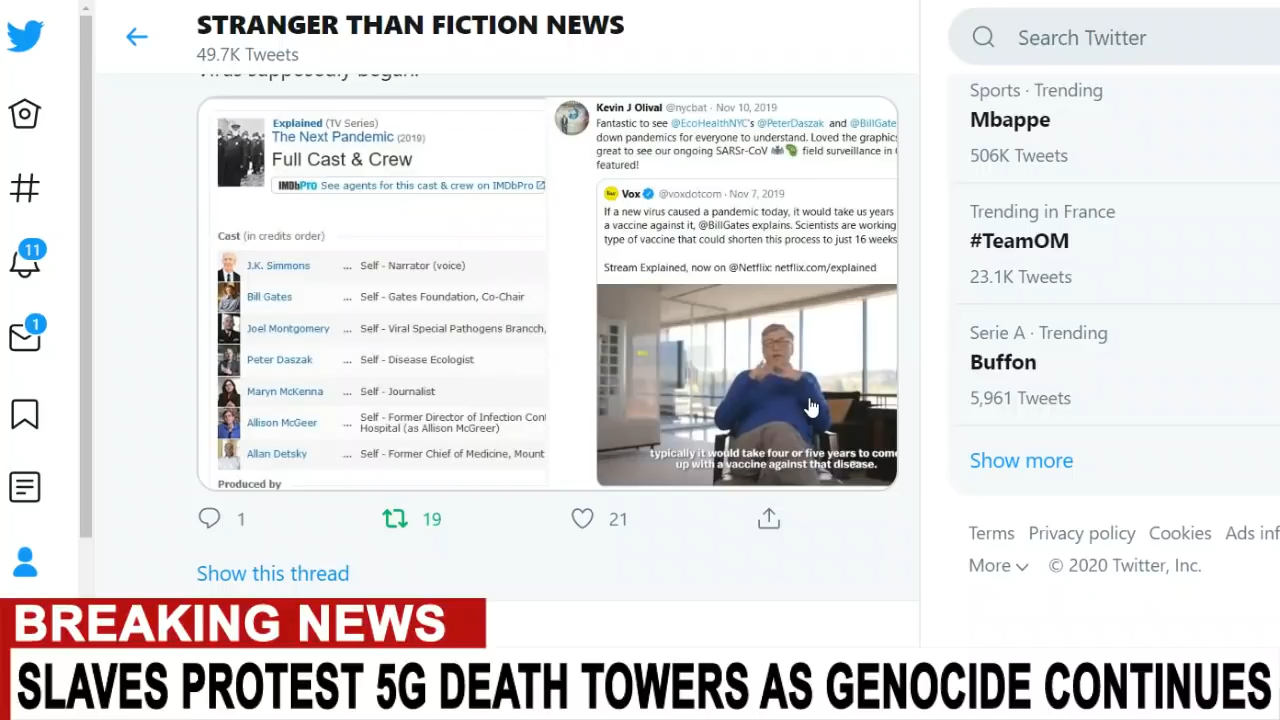 STRANGER THAN FICTION NEWS
49.7K Tweets
virus supposedly began.
Explained (TV Series)
The Next Pandemic (2019)
Full Cast & Crew
IMDbPro See agents for this cast & crew on IMDbPro
Cast (in credits order)
J.K. Simmons ... Self - Narrator (voice)
Bill Gates ... Self - Gates Foundation, Co-Chair
Joel Montgomery ... Self - Viral Special Pathogens Brancch,
Peter Daszak ... Self - Disease Ecologist
Maryn McKenna ... Self - Journalist
Allison McGeer ... Self - Former Director of Infection Con
Hospital (as Allison McGreer)
Allan Detsky ... Self - Former Chief of Medicine, Mount
Produced by
Kevin J Olival @nycbat · Nov 10, 2019
Fantastic to see @EcoHealthNYC's @PeterDaszak and @BillGate
down pandemics for everyone to understand. Loved the graphics
great to see our ongoing SARSr-CoV field surveillance in
featured!
Vox @voxdotcom · Nov 7, 2019
If a new virus caused a pandemic today, it would take us years
a vaccine against it, @BillGates explains. Scientists are working
type of vaccine that could shorten this process to just 16 weeks
Stream Explained, now on @Netflix: netflix.com/explained
typically it would take four or five years to come
up with a vaccine against that disease.
1
19
21
Show this thread
11
1
Search Twitter
Sports · Trending
Mbappe
506K Tweets
Trending in France
#TeamOM
23.1K Tweets
Serie A · Trending
Buffon
5,961 Tweets
Show more
Terms Privacy policy Cookies Ads inf
More © 2020 Twitter, Inc.
BREAKING NEWS
SLAVES PROTEST 5G DEATH TOWERS AS GENOCIDE CONTINUES